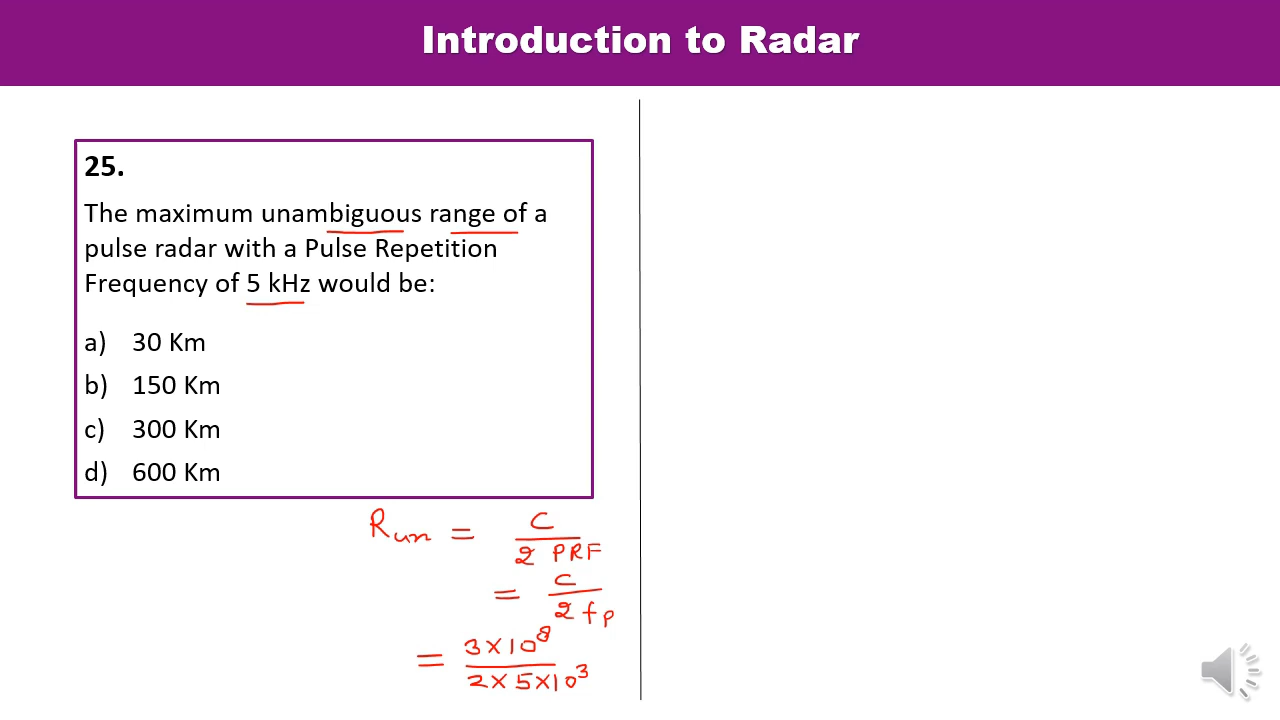 Introduction to Radar
25.
The maximum unambiguous range of a
pulse radar with a Pulse Repetition
Frequency of 5 kHz would be:
a) 30 Km
b) 150 Km
c) 300 Km
d) 600 Km
Run = C / 2 PRF
= C / 2 fp
= 3×10⁸ / 2×5×10³